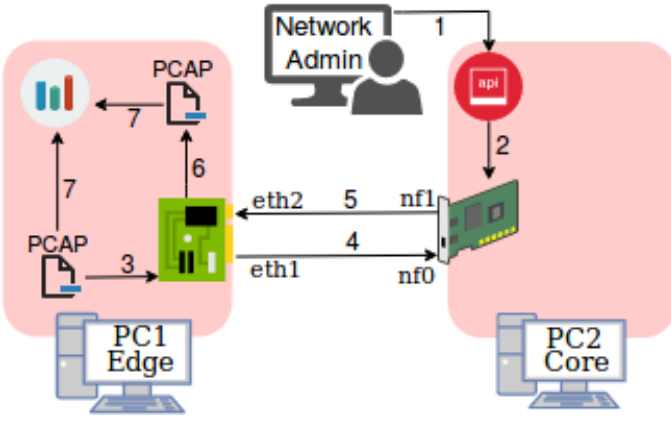 Network
Admin
1
api
PCAP
7
2
6
7
eth2
5
nf1
PCAP
3
4
eth1
nf0
PC1
Edge
PC2
Core